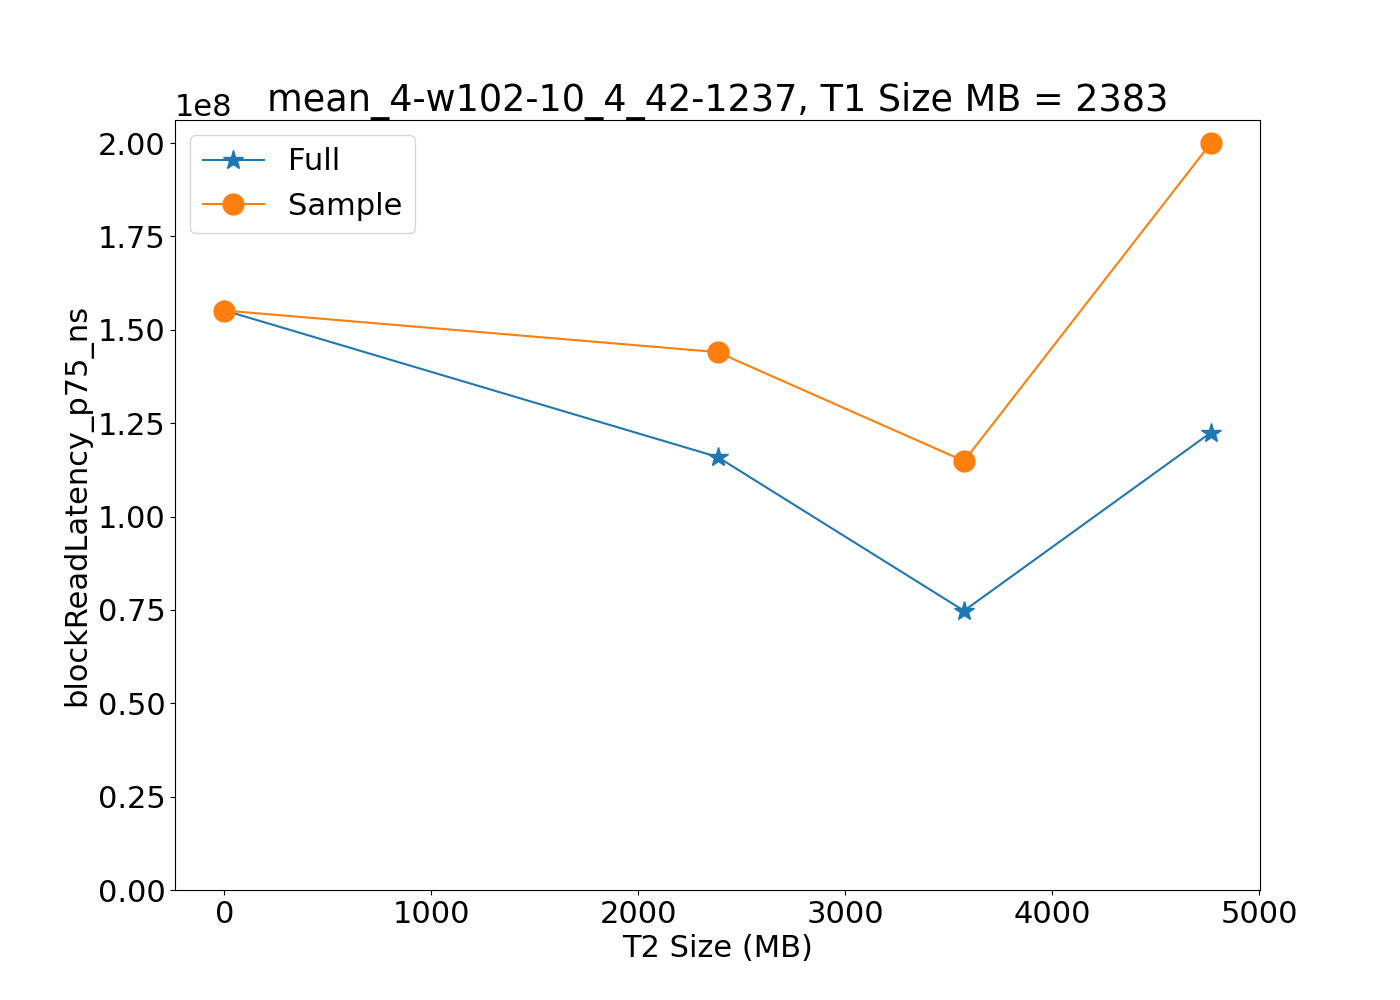 mean_4-w102-10_4_42-1237, T1 Size MB = 2383
1e8
Full
Sample
2.00
1.75
1.50
1.25
1.00
0.75
0.50
0.25
0.00
blockReadLatency_p75_ns
0 1000 2000 3000 4000 5000
T2 Size (MB)